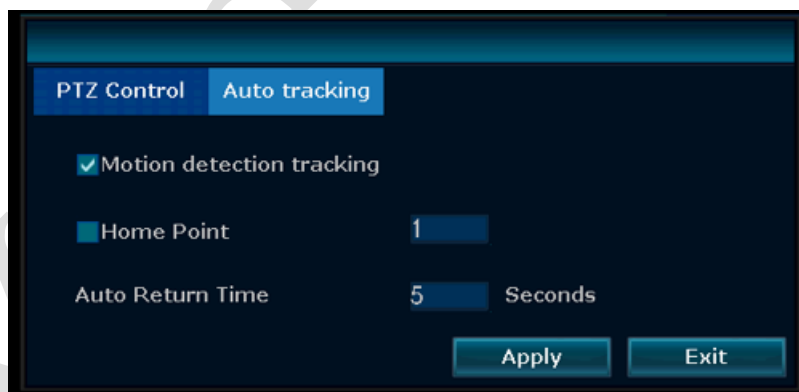 PTZ Control Auto tracking
Motion detection tracking
Home Point 1
Auto Return Time 5 Seconds
Apply Exit